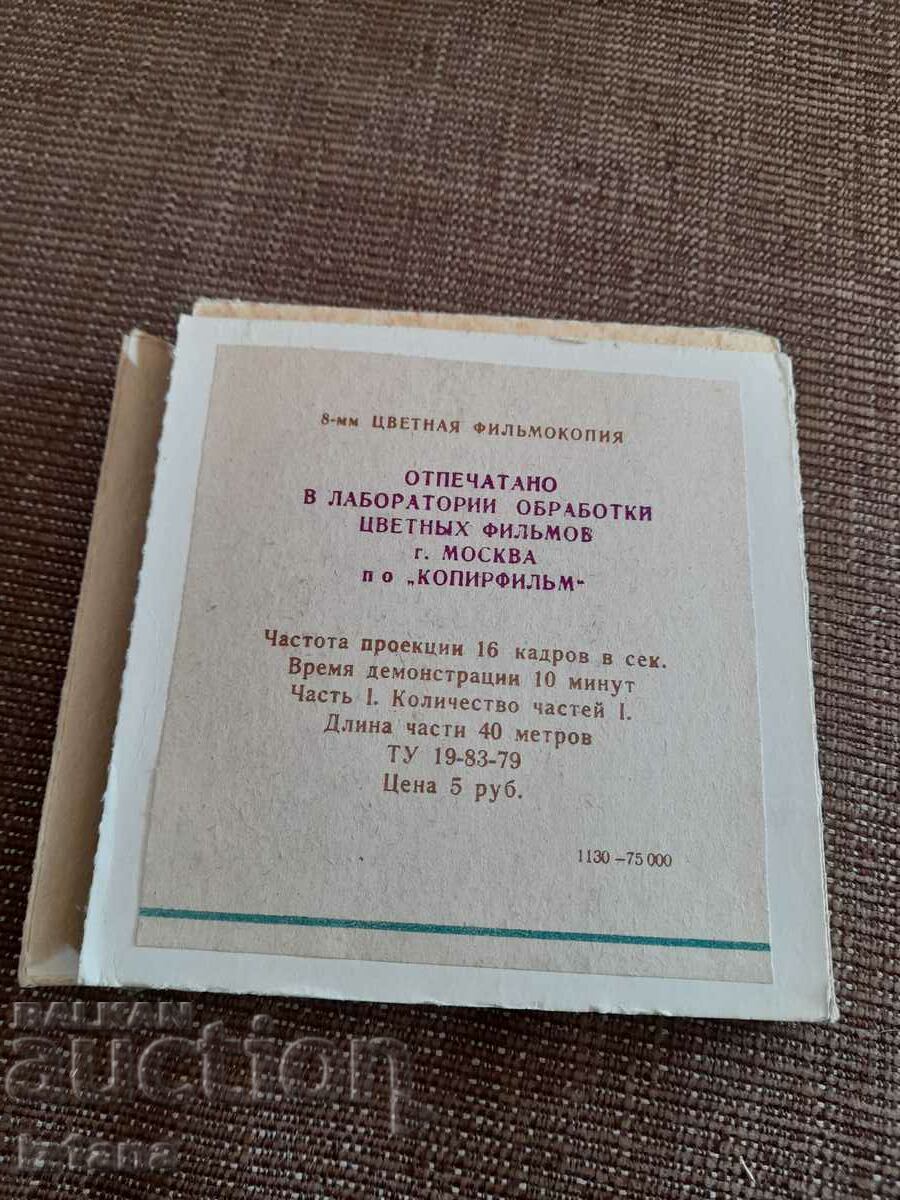 8-мм ЦВЕТНАЯ ФИЛЬМОКОПИЯ
ОТПЕЧАТАНО
В ЛАБОРАТОРИИ ОБРАБОТКИ
ЦВЕТНЫХ ФИЛЬМОВ
г. МОСКВА
по „КОПИРФИЛЬМ"
Частота проекции 16 кадров в сек.
Время демонстрации 10 минут
Часть I. Количество частей I.
Длина части 40 метров
ТУ 19-83-79
Цена 5 руб.
1130-75 000
BALKAN
auction
latana